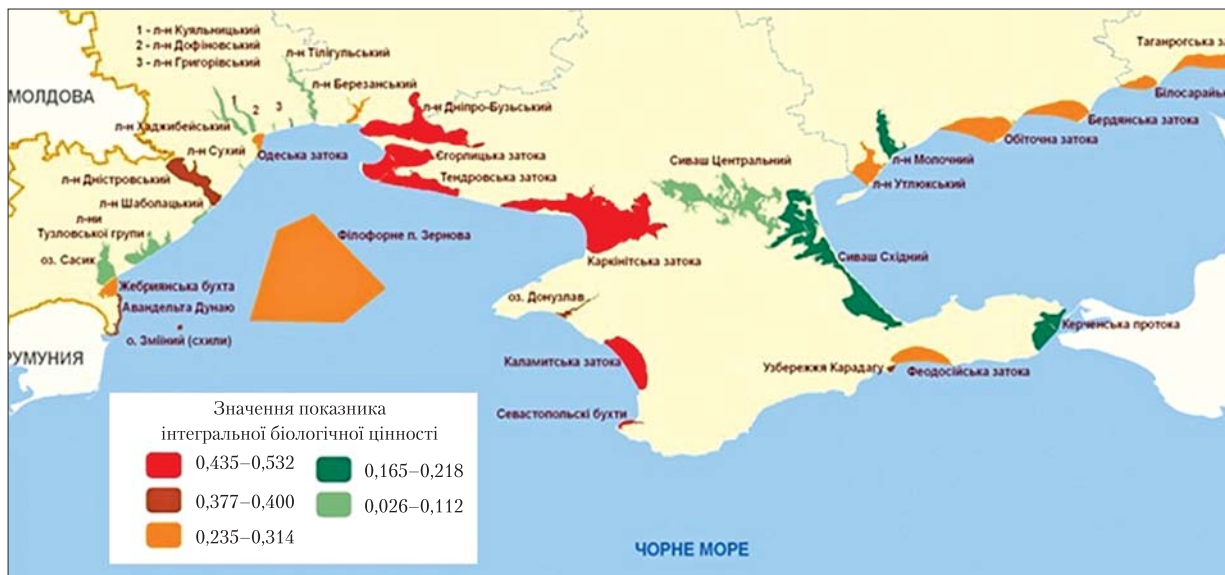 1 - л-н Куяльницький
2 - л-н Дофіновський
3 - л-н Григорівський
л-н Тілігульський
л-н Березанський
МОЛДОВА
л-н Хаджибейський
1
2
3
л-н Дніпро-Бузьський
л-н Сухий
Одеська затока
Єгорлицька затока
Тендровська затока
л-н Дністровський
л-н Шаболацький
л-ни
Тузловської групи
оз. Сасик
Жебриянська бухта
Авандельта Дунаю
о. Зміїний (схили)
РУМУНИЯ
Філофорне п. Зернова
Каркінітська затока
Сиваш Центральний
Сиваш Східний
л-н Молочний
л-н Утлюкський
Обіточна затока
Бердянська затока
Білосарайсь
Таганрогська за
оз. Донузлав
Каламитська затока
Севастопольскі бухти
Узбережжя Карадагу
Феодосійська затока
Керченська протока
Значення показника
інтегральної біологічної цінності
0,435–0,532
0,377–0,400
0,235–0,314
0,165–0,218
0,026–0,112
ЧОРНЕ МОРЕ